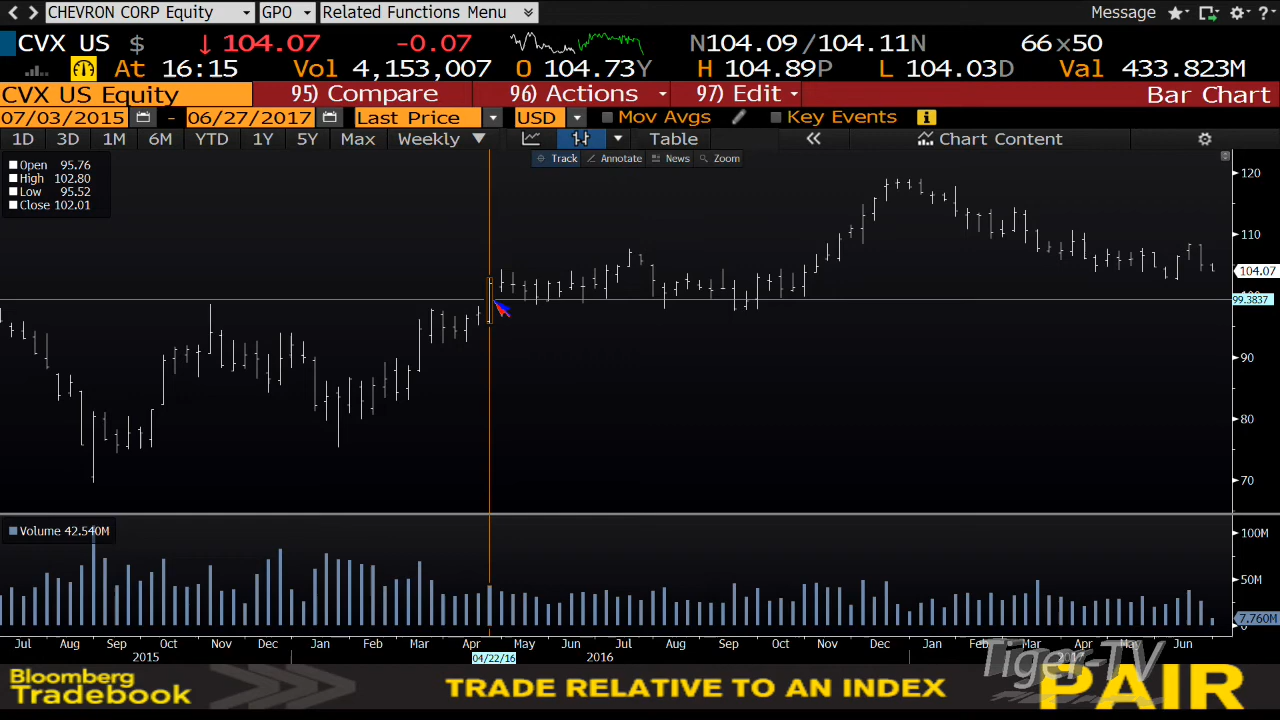 CHEVRON CORP Equity GPO Related Functions Menu Message ?
CVX US $ ↓ 104.07 -0.07 N104.09 /104.11N 66 x50
At 16:15 Vol 4,153,007 O 104.73Y H 104.89P L 104.03D Val 433.823M
CVX US Equity 95) Compare 96) Actions 97) Edit Bar Chart
07/03/2015 - 06/27/2017 Last Price USD Mov Avgs Key Events
1D 3D 1M 6M YTD 1Y 5Y Max Weekly Table « Chart Content
Track Annotate News Zoom
Open 95.76
High 102.80
Low 95.52
Close 102.01
120
110
104.07
99.3837
90
80
70
Volume 42.540M
100M
50M
7.760M
Jul Aug Sep Oct Nov Dec Jan Feb Mar Apr May Jun Jul Aug Sep Oct Nov Dec Jan Feb Mar Apr May Jun
2015 04/22/16 2016
Tiger-TV
Bloomberg
Tradebook
TRADE RELATIVE TO AN INDEX
PAIR